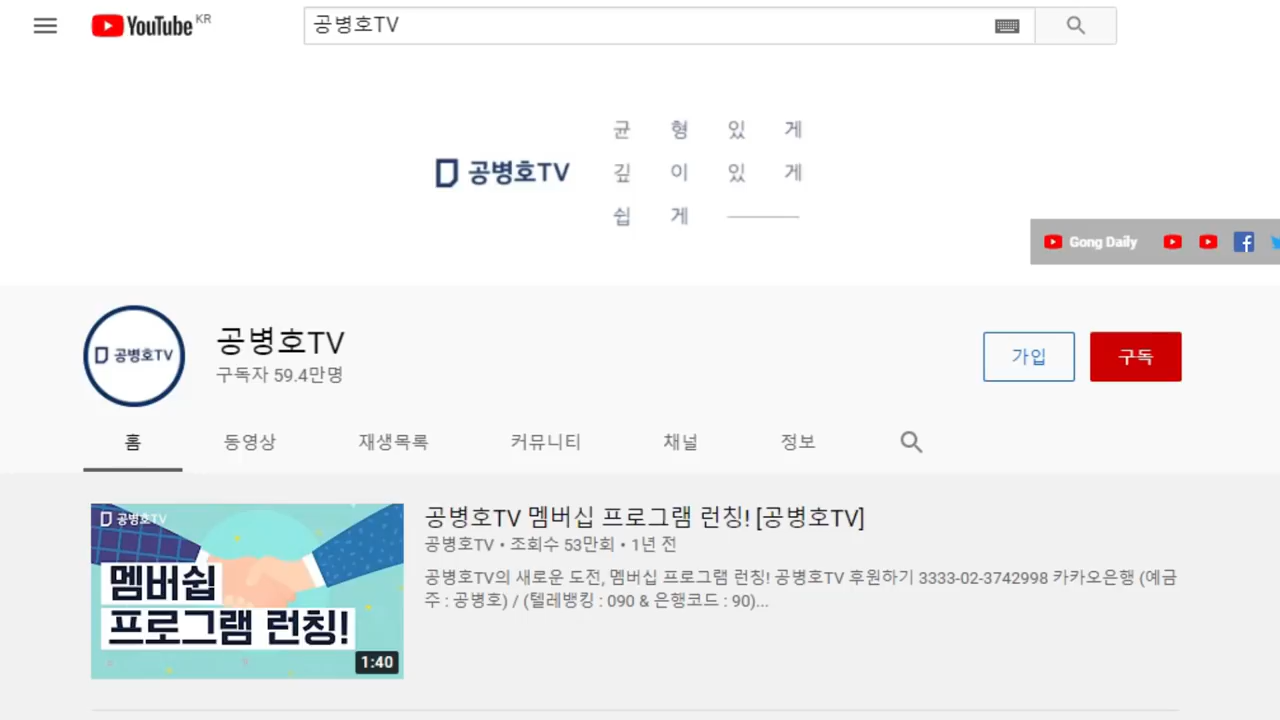 YouTube KR
공병호TV
균 형 있 게
공병호TV
깊 이 있 게
쉽 게
Gong Daily
공병호TV
공병호TV
구독자 59.4만명
가입
구독
홈
동영상
재생목록
커뮤니티
채널
정보
공병호TV
멤버쉽
프로그램 런칭!
1:40
공병호TV 멤버십 프로그램 런칭! [공병호TV]
공병호TV • 조회수 53만회 • 1년 전
공병호TV의 새로운 도전, 멤버십 프로그램 런칭! 공병호TV 후원하기 3333-02-3742998 카카오은행 (예금
주 : 공병호) / (텔레뱅킹 : 090 & 은행코드 : 90)...